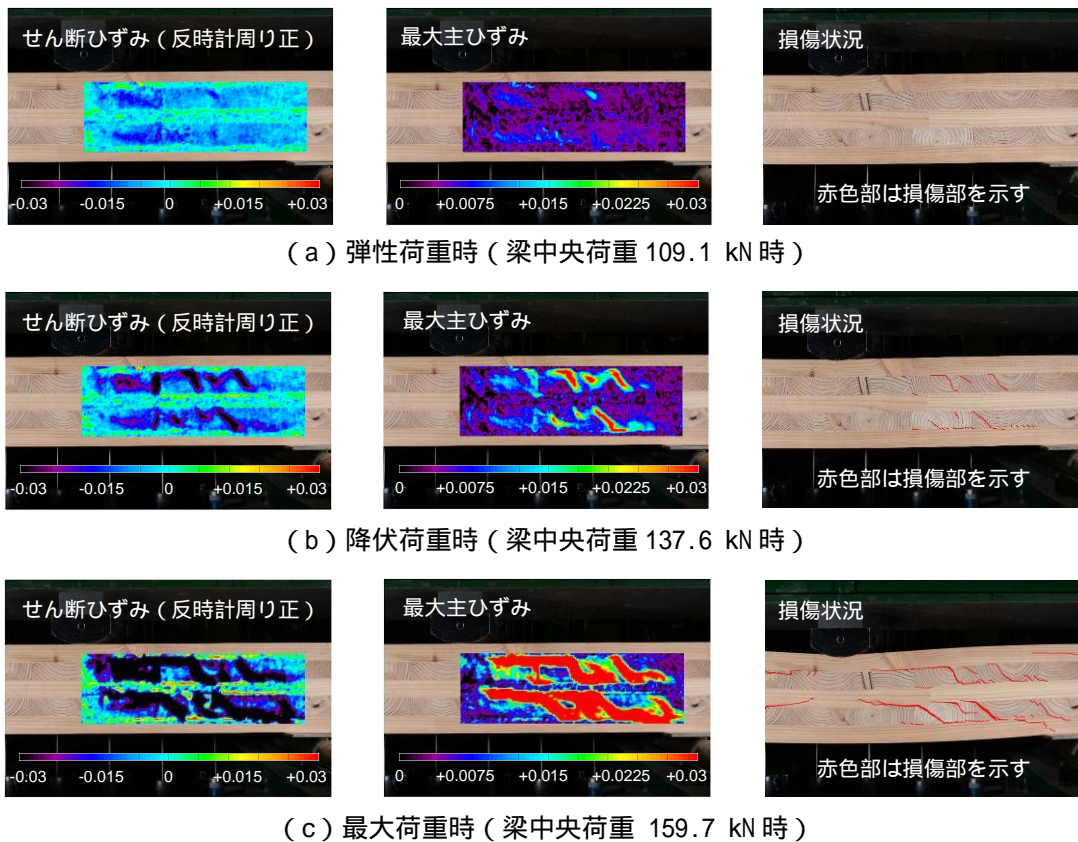 せん断ひずみ（反時計周り正）
最大主ひずみ
損傷状況
-0.03 -0.015 0 +0.015 +0.03
0 +0.0075 +0.015 +0.0225 +0.03
赤色部は損傷部を示す
（a）弾性荷重時（梁中央荷重 109.1 kN 時）
せん断ひずみ（反時計周り正）
最大主ひずみ
損傷状況
-0.03 -0.015 0 +0.015 +0.03
0 +0.0075 +0.015 +0.0225 +0.03
赤色部は損傷部を示す
（b）降伏荷重時（梁中央荷重 137.6 kN 時）
せん断ひずみ（反時計周り正）
最大主ひずみ
損傷状況
-0.03 -0.015 0 +0.015 +0.03
0 +0.0075 +0.015 +0.0225 +0.03
赤色部は損傷部を示す
（c）最大荷重時（梁中央荷重 159.7 kN 時）